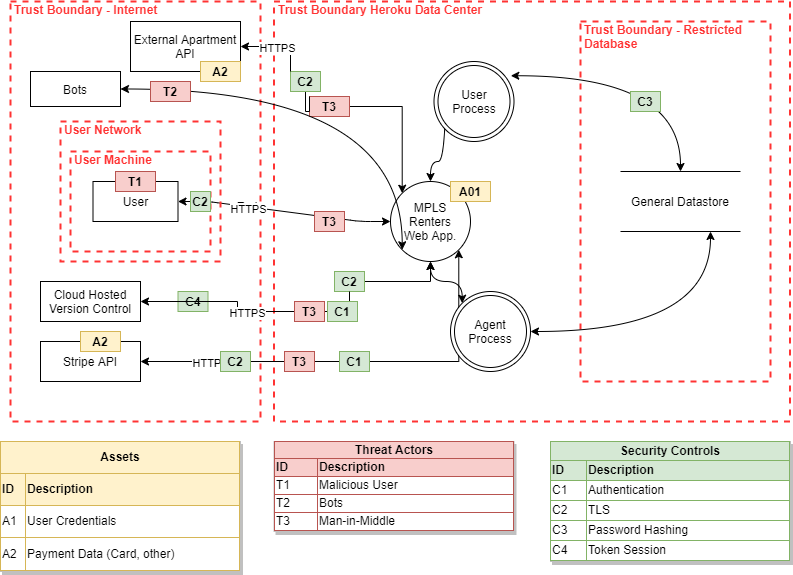 Trust Boundary - Internet
Trust Boundary Heroku Data Center
Trust Boundary - Restricted
Database
External Apartment
API
A2
HTTPS
C2
T3
Bots
T2
User
Process
C3
User Network
User Machine
T1
User
C2
HTTPS
T3
A01
MPLS
Renters
Web App.
General Datastore
Cloud Hosted
Version Control
C4
HTTPS
T3
C1
C2
Agent
Process
A2
Stripe API
HTTP
C2
T3
C1
Assets
ID Description
A1 User Credentials
A2 Payment Data (Card, other)
Threat Actors
ID Description
T1 Malicious User
T2 Bots
T3 Man-in-Middle
Security Controls
ID Description
C1 Authentication
C2 TLS
C3 Password Hashing
C4 Token Session